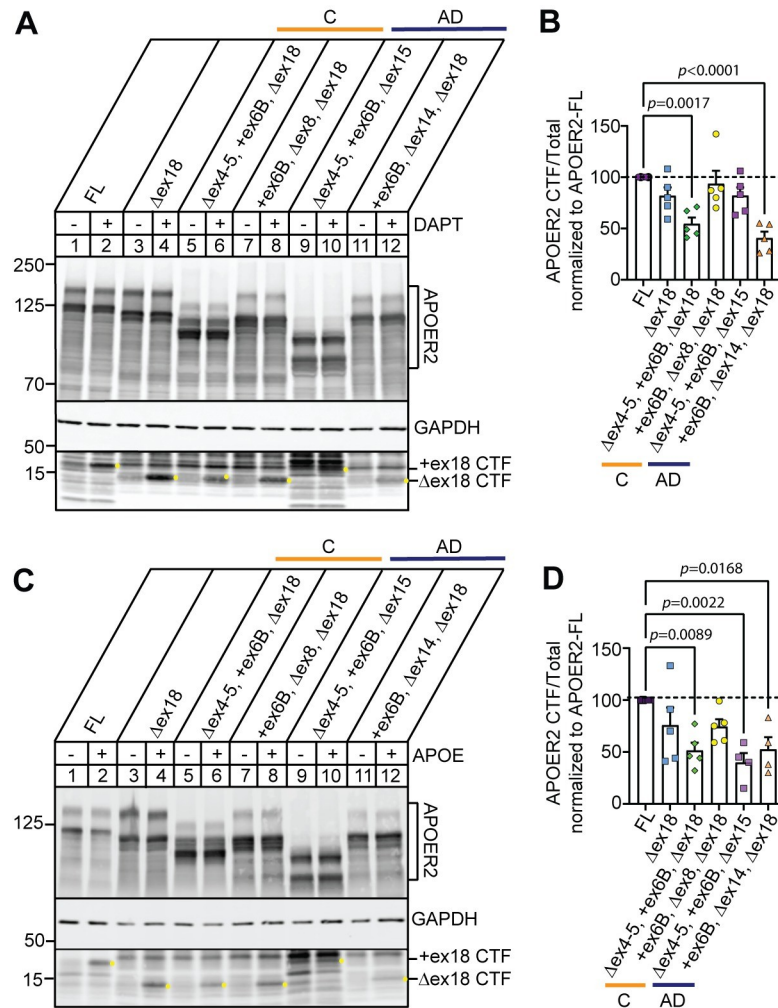 A
C
AD
FL
Δex18
Δex4-5, +ex6B, Δex18
+ex6B, Δex8, Δex18
Δex4-5, +ex6B, Δex15
+ex6B, Δex14, Δex18
- + - + - + - + - + - + DAPT
1 2 3 4 5 6 7 8 9 10 11 12
250
125
70
APOER2
GAPDH
50
15
+ex18 CTF
Δex18 CTF
B
p<0.0001
p=0.0017
APOER2 CTF/Total
normalized to APOER2-FL
150
100
50
0
FL
Δex18
Δex4-5, +ex6B, Δex18
+ex6B, Δex8, Δex18
Δex4-5, +ex6B, Δex15
+ex6B, Δex14, Δex18
C
AD
C
C
AD
FL
Δex18
Δex4-5, +ex6B, Δex18
+ex6B, Δex8, Δex18
Δex4-5, +ex6B, Δex15
+ex6B, Δex14, Δex18
- + - + - + - + - + - + APOE
1 2 3 4 5 6 7 8 9 10 11 12
125
APOER2
GAPDH
50
15
+ex18 CTF
Δex18 CTF
D
p=0.0168
p=0.0022
p=0.0089
APOER2 CTF/Total
normalized to APOER2-FL
150
100
50
0
FL
Δex18
Δex4-5, +ex6B, Δex18
+ex6B, Δex8, Δex18
Δex4-5, +ex6B, Δex15
+ex6B, Δex14, Δex18
C
AD